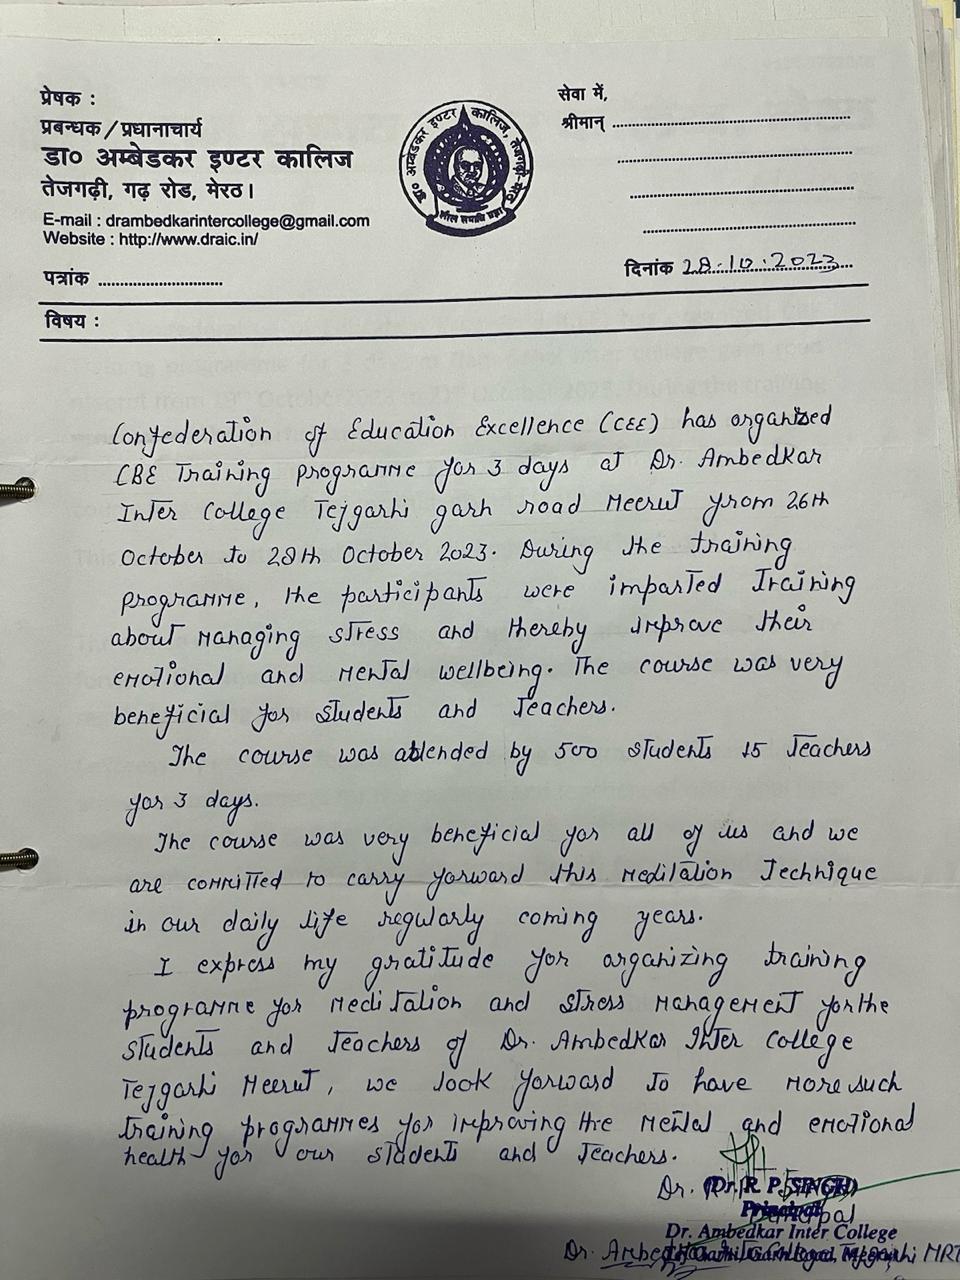 प्रेषक :
प्रबन्धक/प्रधानाचार्य
डा० अम्बेडकर इण्टर कालिज
तेजगढ़ी, गढ़ रोड, मेरठ।
E-mail : drambedkarintercollege@gmail.com
Website : http://www.draic.in/
पत्रांक ...............................
डा० अम्बेडकर इण्टर कालिज, तेजगढ़ी-मेरठ
शील समाधि प्रज्ञा
सेवा में,
श्रीमान् ...............................
दिनांक 28.10.2023
विषय :
Confederation of Education Excellence (CEE) has organized
CBE Training programme for 3 days at Dr. Ambedkar
Inter College Tejgarhi garh road Meerut from 26th
October to 28th October 2023. During the training
programme, the participants were imparted Training
about managing stress and thereby improve their
emotional and mental wellbeing. The course was very
beneficial for students and Teachers.
The course was attended by 500 students 15 Teachers
for 3 days.
The course was very beneficial for all of us and we
are committed to carry forward this meditation Technique
in our daily life regularly coming years.
I express my gratitude for organizing training
programme for meditation and stress management for the
students and Teachers of Dr. Ambedkar Inter College
Tejgarhi Meerut, we look forward to have more such
training programmes for improving the mental and emotional
health for our students and Teachers.
(Dr. R. P. SINGH)
Principal
Dr. Ambedkar Inter College